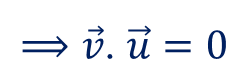 ⟹ v⃗. u⃗ = 0